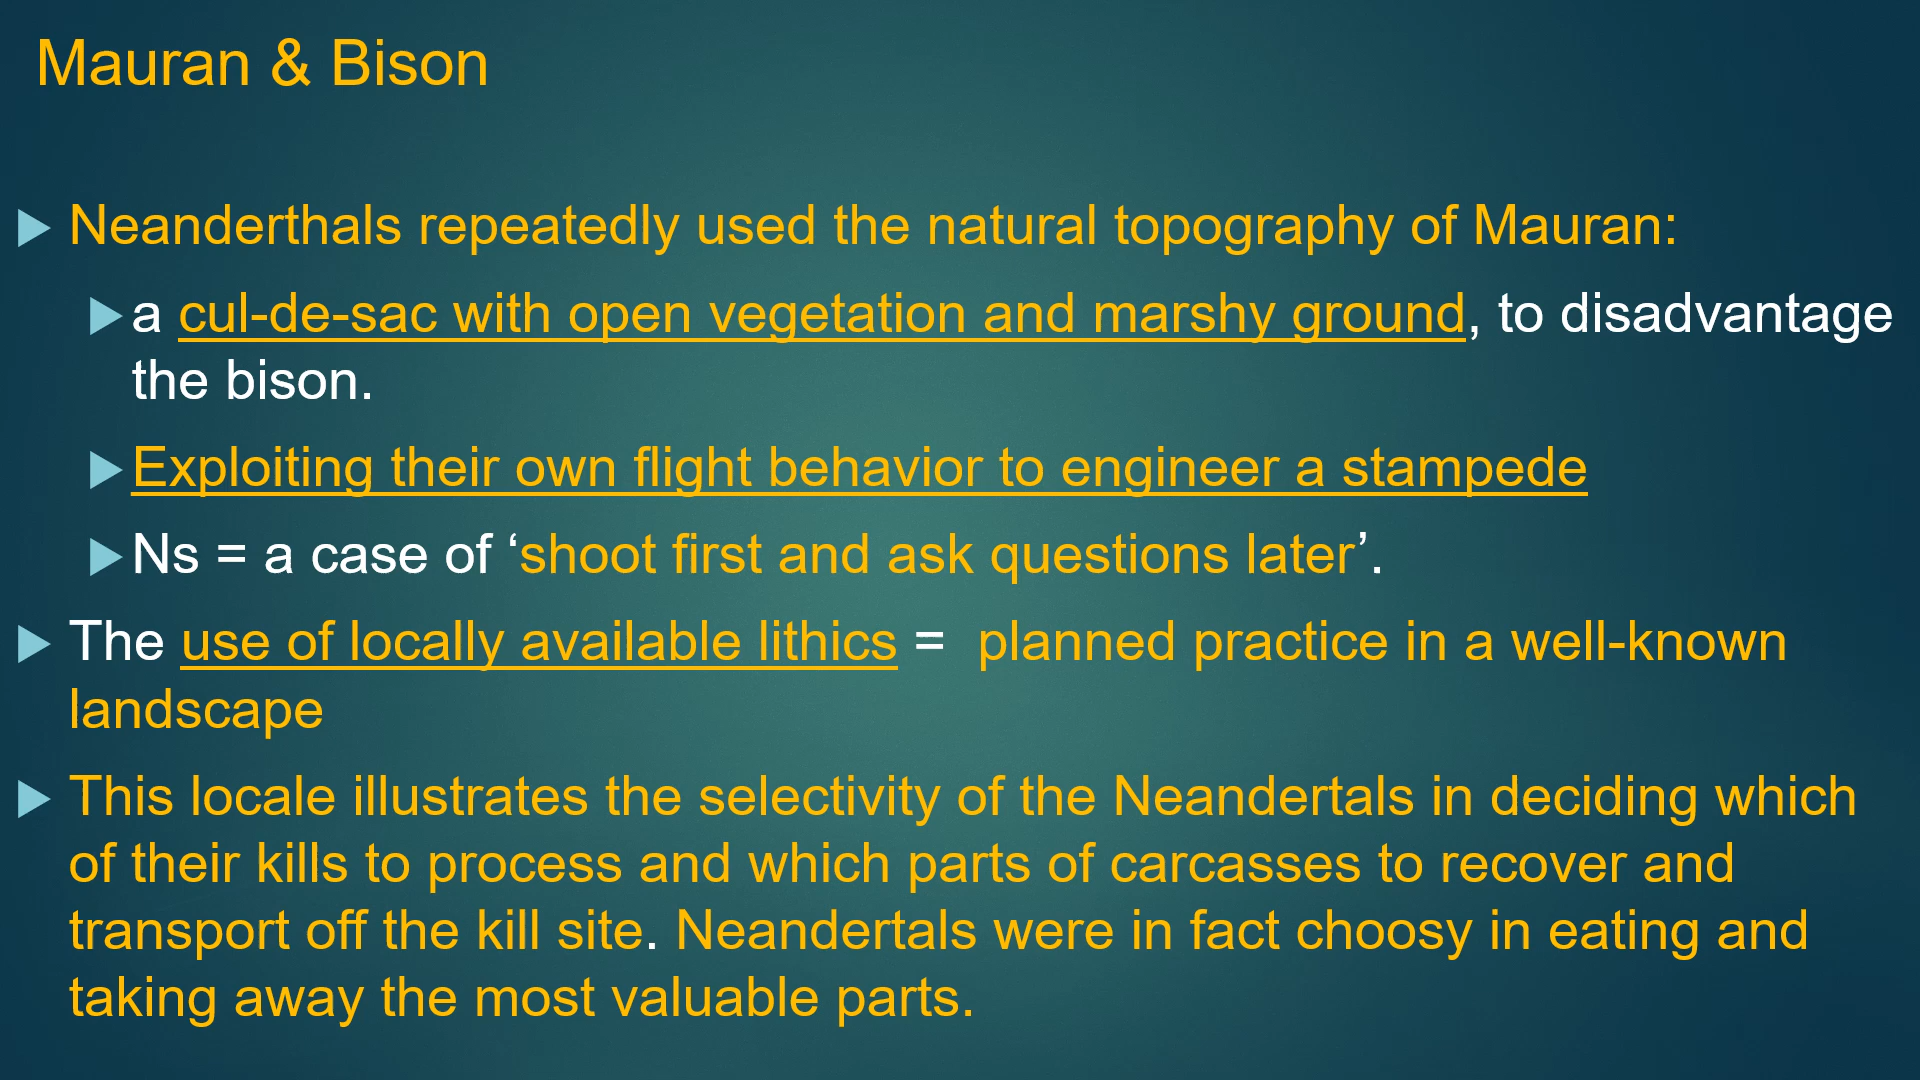 Mauran & Bison
Neanderthals repeatedly used the natural topography of Mauran:
a cul-de-sac with open vegetation and marshy ground, to disadvantage
the bison.
Exploiting their own flight behavior to engineer a stampede
Ns = a case of ‘shoot first and ask questions later’.
The use of locally available lithics =  planned practice in a well-known
landscape
This locale illustrates the selectivity of the Neandertals in deciding which
of their kills to process and which parts of carcasses to recover and
transport off the kill site. Neandertals were in fact choosy in eating and
taking away the most valuable parts.